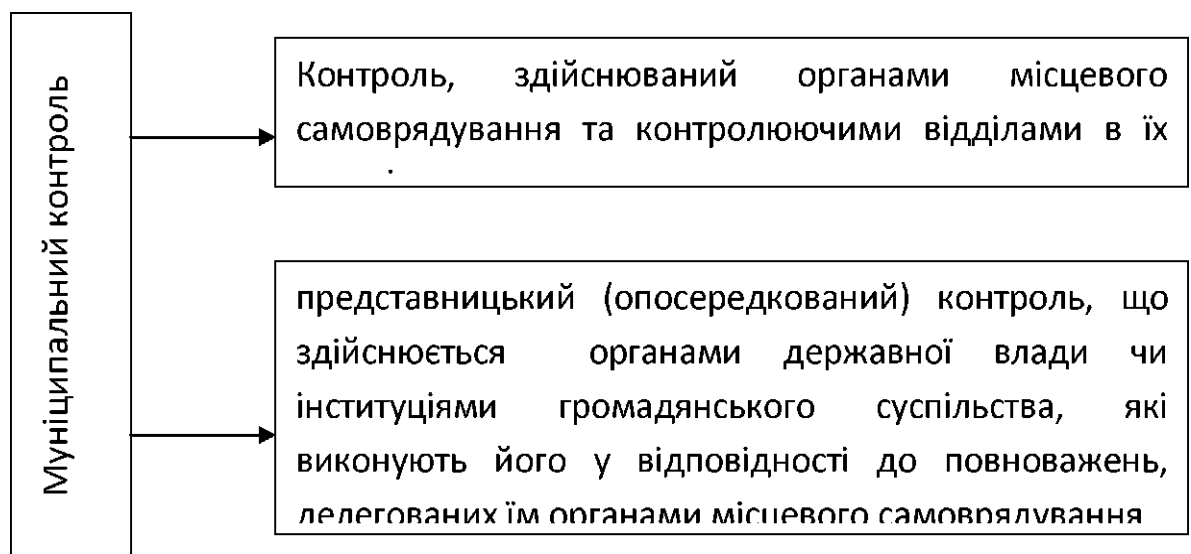 Муніципальний контроль
Контроль, здійснюваний органами місцевого
самоврядування та контролюючими відділами в їх
представницький (опосередкований) контроль, що
здійснюється органами державної влади чи
інституціями громадянського суспільства, які
виконують його у відповідності до повноважень,
делегованих їм органами місцевого самоврядування